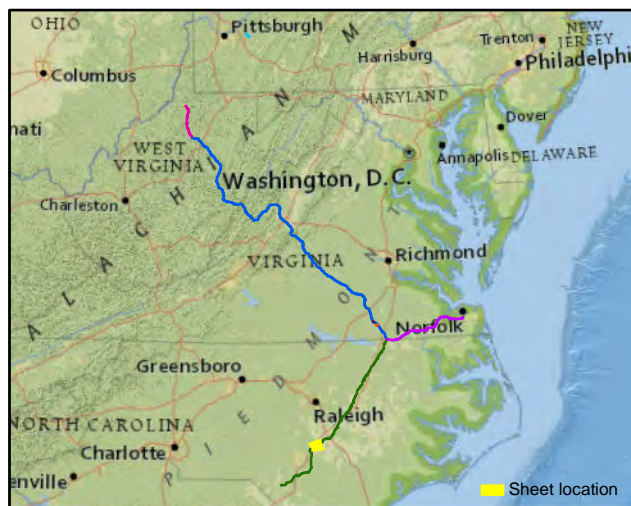 OHIO
Pittsburgh
M
Trenton
NEW
JERSEY
Columbus
Harrisburg
Philadelphi
nati
N
A
MARYLAND
Dover
WEST
VIRGINIA
I
H
Annapolis
DELAWARE
Washington, D.C.
Charleston
C
A
T
L
A
P
P
Richmond
VIRGINIA
N
O
M
Norfolk
D
Greensboro
E
Raleigh
NORTH CAROLINA
I
Charlotte
P
enville
Sheet location